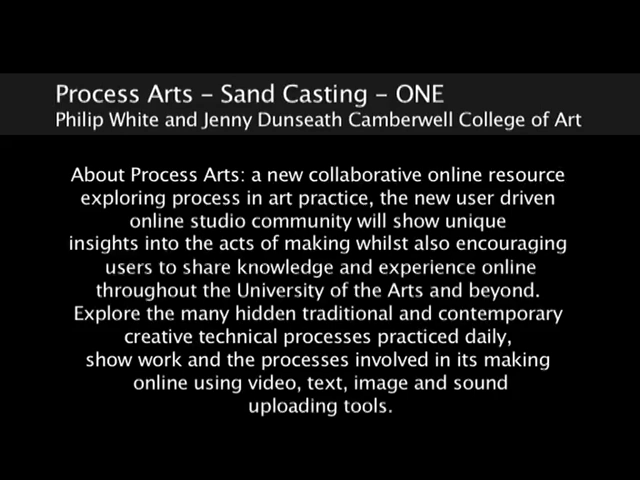 Process Arts – Sand Casting – ONE
Philip White and Jenny Dunseath Camberwell College of Art
About Process Arts: a new collaborative online resource
exploring process in art practice, the new user driven
online studio community will show unique
insights into the acts of making whilst also encouraging
users to share knowledge and experience online
throughout the University of the Arts and beyond.
Explore the many hidden traditional and contemporary
creative technical processes practiced daily,
show work and the processes involved in its making
online using video, text, image and sound
uploading tools.